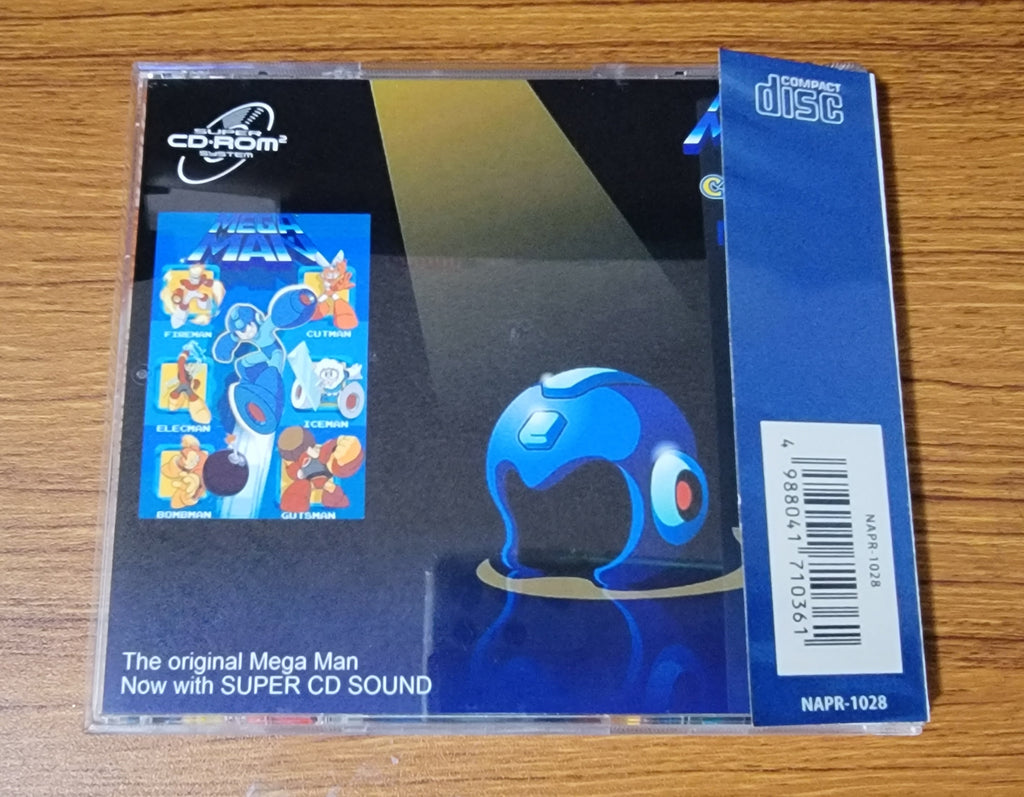 SUPER
CD-ROM²
SYSTEM
MEGA
MAN
FIREMAN
CUTMAN
ELECMAN
ICEMAN
BOMBMAN
GUTSMAN
The original Mega Man
Now with SUPER CD SOUND
COMPACT
disc
4 988041 710361
NAPR-1028
NAPR-1028